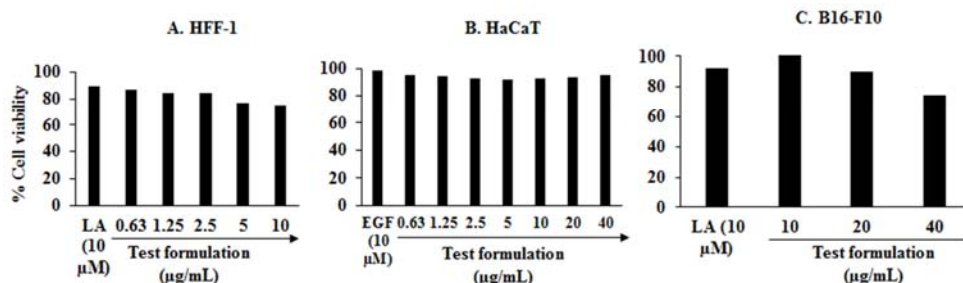 A. HFF-1
% Cell viability
100
80
60
40
20
0
LA
(10
µM)
0.63 1.25 2.5 5 10
Test formulation
(µg/mL)
B. HaCaT
100
80
60
40
20
0
EGF
(10
µM)
0.63 1.25 2.5 5 10 20 40
Test formulation
(µg/mL)
C. B16-F10
100
80
60
40
20
0
LA (10
µM)
10 20 40
Test formulation
(µg/mL)